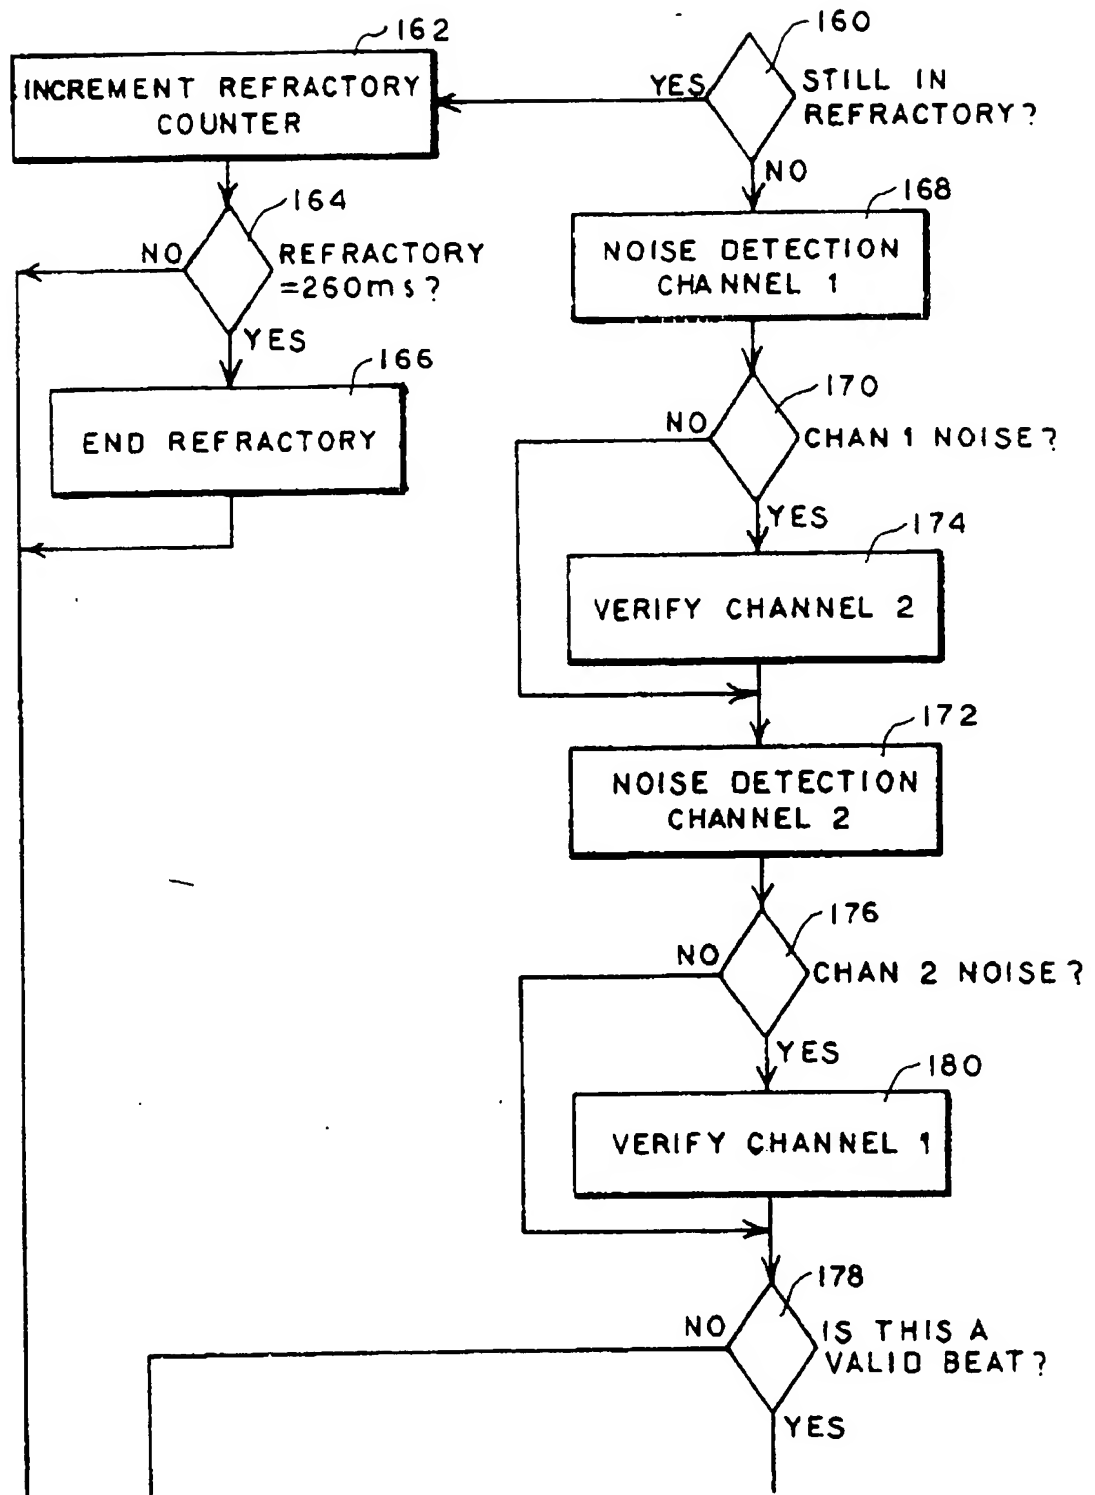 162
INCREMENT REFRACTORY
COUNTER
160
YES
STILL IN
REFRACTORY?
NO
164
NO
REFRACTORY
=260ms?
YES
166
END REFRACTORY
168
NOISE DETECTION
CHANNEL 1
170
NO
CHAN 1 NOISE?
YES
174
VERIFY CHANNEL 2
172
NOISE DETECTION
CHANNEL 2
176
NO
CHAN 2 NOISE?
YES
180
VERIFY CHANNEL 1
178
NO
IS THIS A
VALID BEAT?
YES